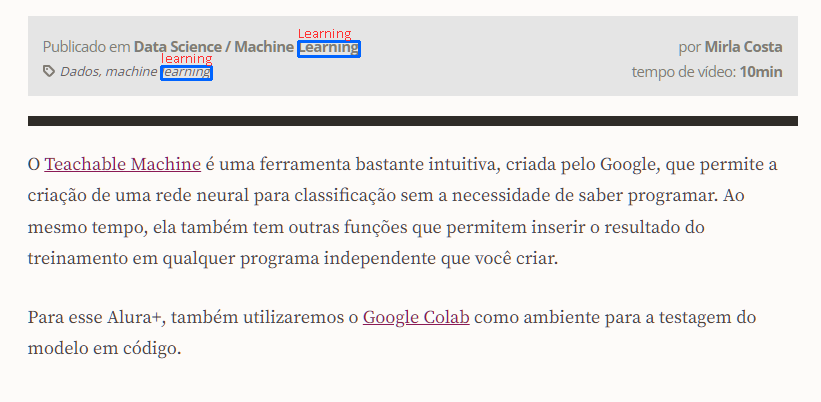 Learning
Publicado em Data Science / Machine Learning
por Mirla Costa
learning
Dados, machine learning
tempo de vídeo: 10min
O Teachable Machine é uma ferramenta bastante intuitiva, criada pelo Google, que permite a
criação de uma rede neural para classificação sem a necessidade de saber programar. Ao
mesmo tempo, ela também tem outras funções que permitem inserir o resultado do
treinamento em qualquer programa independente que você criar.
Para esse Alura+, também utilizaremos o Google Colab como ambiente para a testagem do
modelo em código.